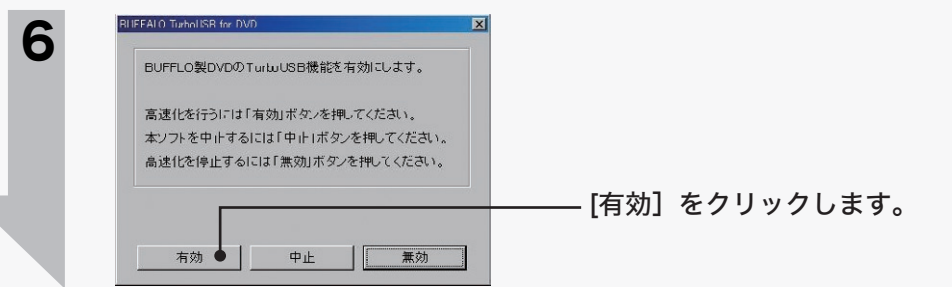 6
BUFFALO TurboUSB for DVD
BUFFLO製DVDのTurboUSB機能を有効にします。
高速化を行うには「有効」ボタンを押してください。
本ソフトを中止するには「中止」ボタンを押してください。
高速化を停止するには「無効」ボタンを押してください。
[有効］をクリックします。
有効
中止
無効